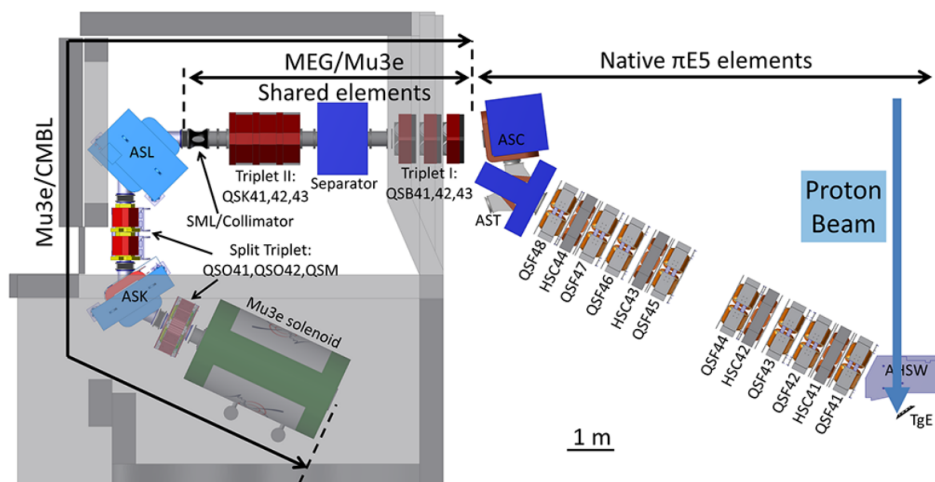 MEG/Mu3e
Shared elements
Native πE5 elements
Mu3e/CMBL
ASL
ASC
Triplet II:
QSK41,42,43
Separator
Triplet I:
QSB41,42,43
AST
SML/Collimator
Split Triplet:
QSO41,QSO42,QSM
ASK
Mu3e solenoid
Proton
Beam
QSF48
HSC44
QSF47
QSF46
HSC43
QSF45
QSF44
HSC42
QSF43
QSF42
HSC41
QSF41
AHSW
TgE
1 m